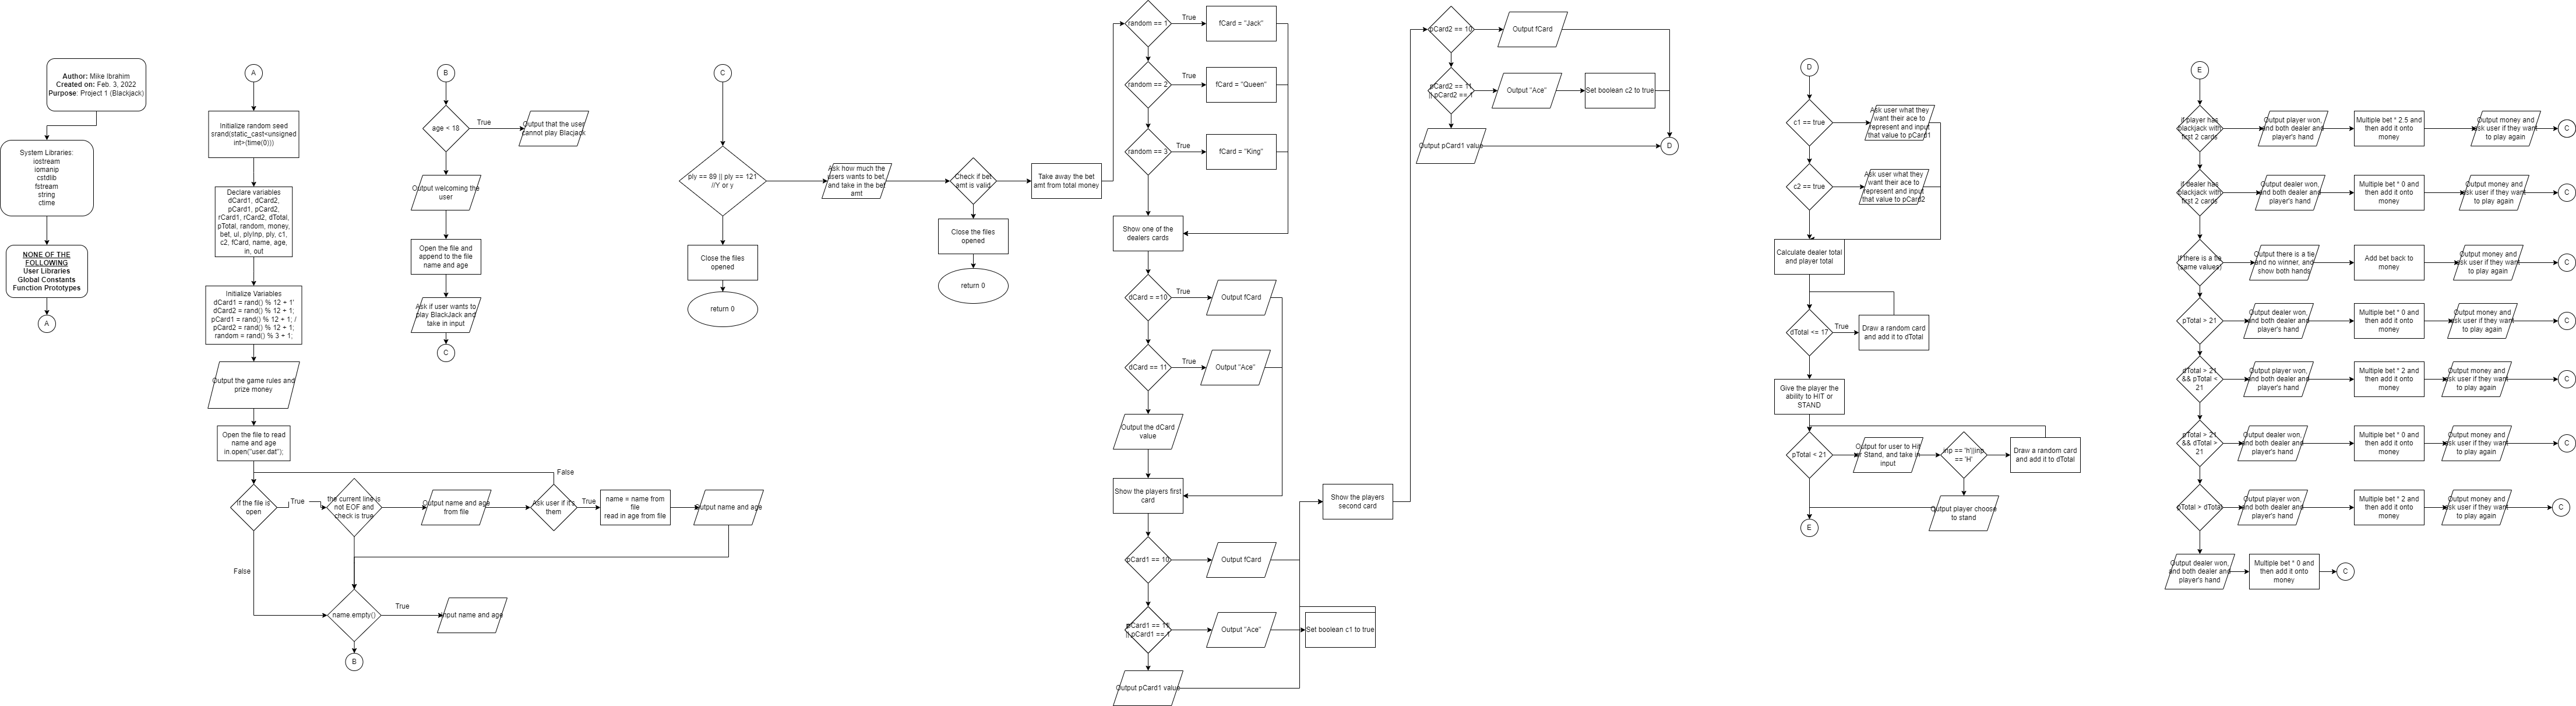 Author: Mike Ibrahim
Created on: Feb. 3, 2022
Purpose: Project 1 (Blackjack)
System Libraries:
iostream
iomanip
cstdlib
fstream
string
ctime
NONE OF THE
FOLLOWING
User Libraries
Global Constants
Function Prototypes
A
A
Initialize random seed
srand(static_cast<unsigned
int>(time(0)))
Declare variables
dCard1, dCard2,
pCard1, pCard2,
rCard1, rCard2, dTotal,
pTotal, random, money,
bet, ul, plyInp, ply, c1,
c2, fCard, name, age,
in, out
Initialize Variables
dCard1 = rand() % 12 + 1'
dCard2 = rand() % 12 + 1;
pCard1 = rand() % 12 + 1; /
pCard2 = rand() % 12 + 1;
random = rand() % 3 + 1;
Output the game rules and
prize money
Open the file to read
name and age
in.open("user.dat");
If the file is
open
True
the current line is
not EOF and
check is true
Output name and age
from file
Ask user if it's
them
False
True
name = name from
file
read in age from file
Output name and age
False
name.empty()
True
Input name and age
B
B
age < 18
True
Output that the user
cannot play Blacjack
Output welcoming the
user
Open the file and
append to the file
name and age
Ask if user wants to
play BlackJack and
take in input
C
C
ply == 89 || ply == 121
//Y or y
Close the files
opened
return 0
Ask how much the
users wants to bet,
and take in the bet
amt
Check if bet
amt is valid
Close the files
opened
return 0
Take away the bet
amt from total money
random == 1
True
fCard = "Jack"
random == 2
True
fCard = "Queen"
random == 3
True
fCard = "King"
Show one of the
dealers cards
dCard = =10
True
Output fCard
dCard == 11
True
Output "Ace"
Output the dCard
value
Show the players first
card
pCard1 == 10
Output fCard
pCard1 == 11
|| pCard1 == 1
Output "Ace"
Set boolean c1 to true
Output pCard1 value
Show the players
second card
pCard2 == 10
Output fCard
pCard2 == 11
|| pCard2 == 1
Output "Ace"
Set boolean c2 to true
Output pCard1 value
D
D
c1 == true
Ask user what they
want their ace to
represent and input
that value to pCard1
c2 == true
Ask user what they
want their ace to
represent and input
that value to pCard2
Calculate dealer total
and player total
dTotal <= 17
True
Draw a random card
and add it to dTotal
Give the player the
ability to HIT or
STAND
pTotal < 21
Output for user to Hit
or Stand, and take in
input
inp == 'h'||inp
== 'H'
Draw a random card
and add it to dTotal
Output player choose
to stand
E
E
if player has
blackjack with
first 2 cards
Output player won,
and both dealer and
player's hand
Multiple bet * 2.5 and
then add it onto
money
Output money and
ask user if they want
to play again
C
if dealer has
blackjack with
first 2 cards
Output dealer won,
and both dealer and
player's hand
Multiple bet * 0 and
then add it onto
money
Output money and
ask user if they want
to play again
C
If there is a tie
(same values)
Output there is a tie
and no winner, and
show both hands
Add bet back to
money
Output money and
ask user if they want
to play again
C
pTotal > 21
Output dealer won,
and both dealer and
player's hand
Multiple bet * 0 and
then add it onto
money
Output money and
ask user if they want
to play again
C
dTotal > 21
&& pTotal <
21
Output player won,
and both dealer and
player's hand
Multiple bet * 2 and
then add it onto
money
Output money and
ask user if they want
to play again
C
pTotal > 21
&& dTotal >
21
Output dealer won,
and both dealer and
player's hand
Multiple bet * 0 and
then add it onto
money
Output money and
ask user if they want
to play again
C
pTotal > dTotal
Output player won,
and both dealer and
player's hand
Multiple bet * 2 and
then add it onto
money
Output money and
ask user if they want
to play again
C
Output dealer won,
and both dealer and
player's hand
Multiple bet * 0 and
then add it onto
money
C